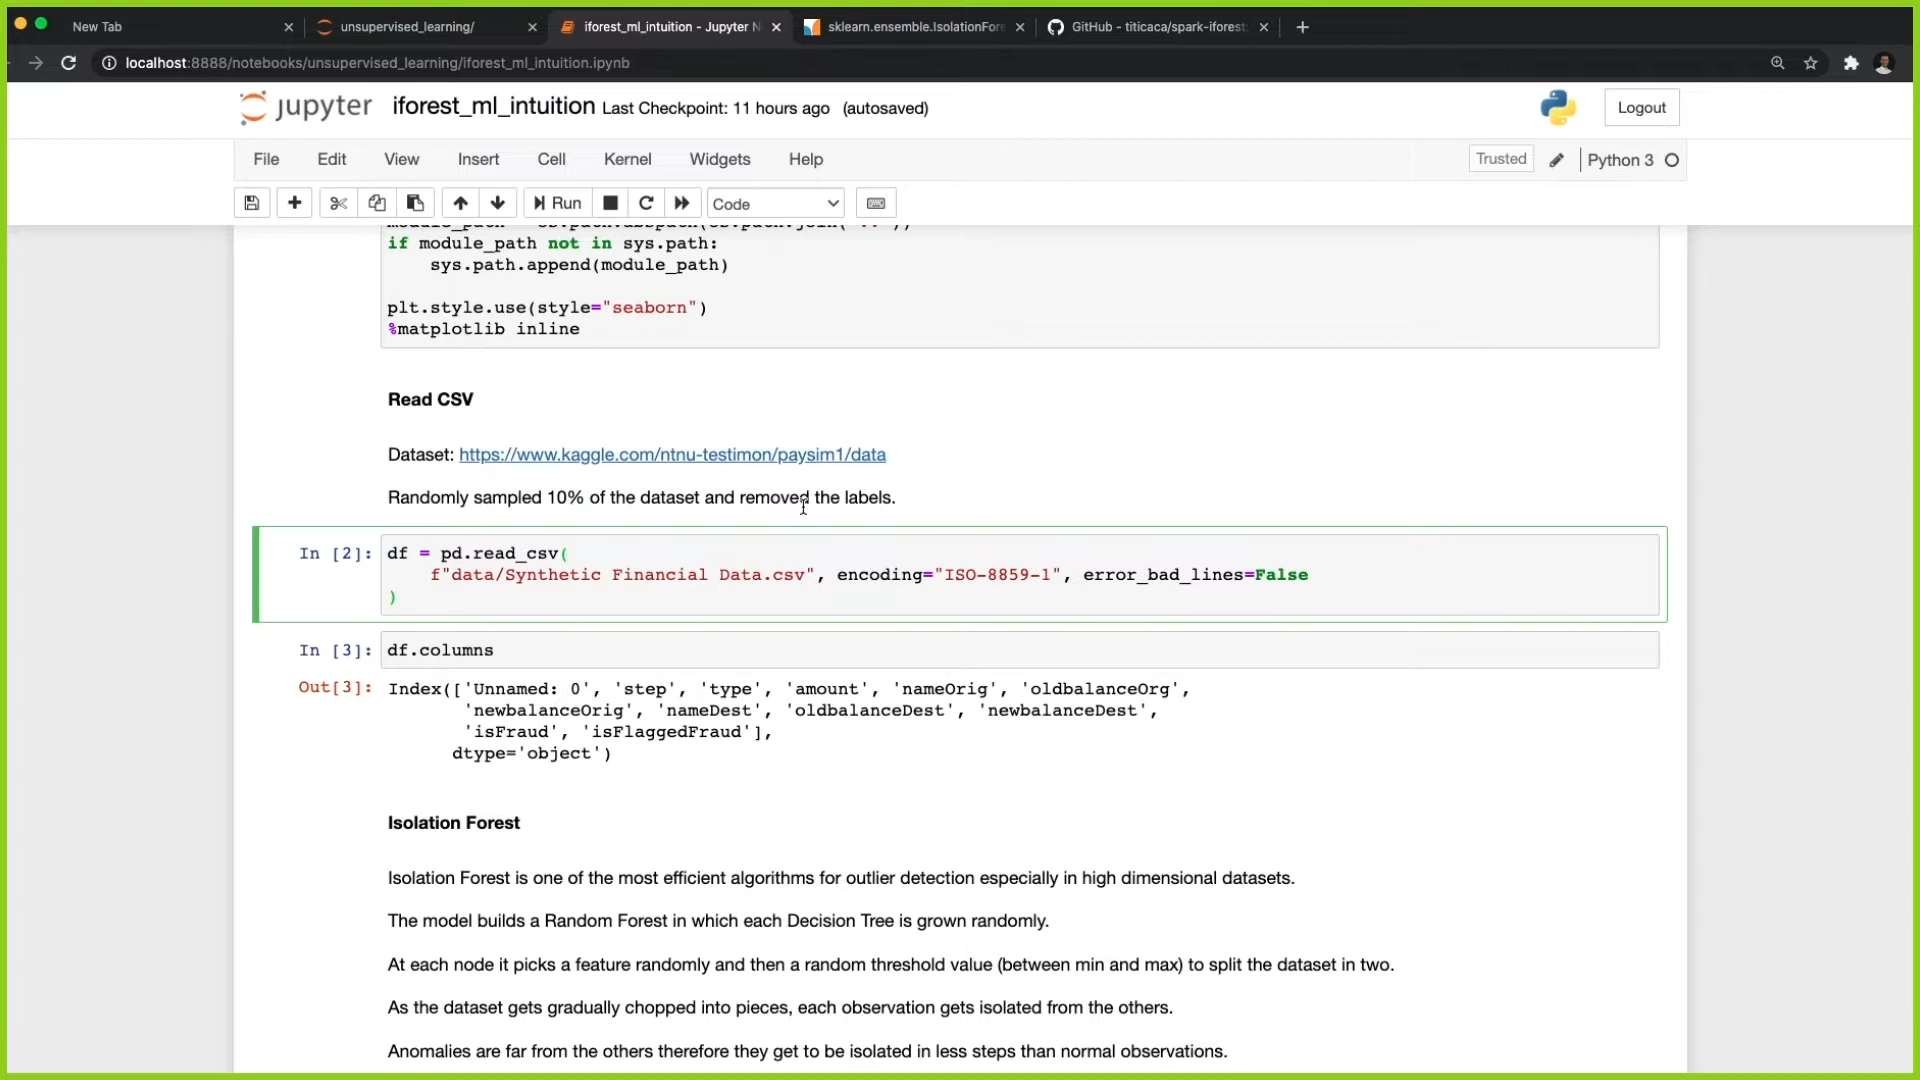 New Tab
unsupervised_learning/
iforest_ml_intuition - Jupyter N
sklearn.ensemble.IsolationFore
GitHub - titicaca/spark-iforest:
localhost:8888/notebooks/unsupervised_learning/iforest_ml_intuition.ipynb
jupyter iforest_ml_intuition Last Checkpoint: 11 hours ago (autosaved)
Logout
File Edit View Insert Cell Kernel Widgets Help
Trusted
Python 3
Run
Code
if module_path not in sys.path:
sys.path.append(module_path)
plt.style.use(style="seaborn")
%matplotlib inline
Read CSV
Dataset: https://www.kaggle.com/ntnu-testimon/paysim1/data
Randomly sampled 10% of the dataset and removed the labels.
In [2]: df = pd.read_csv(
f"data/Synthetic Financial Data.csv", encoding="ISO-8859-1", error_bad_lines=False
)
In [3]: df.columns
Out[3]: Index(['Unnamed: 0', 'step', 'type', 'amount', 'nameOrig', 'oldbalanceOrg',
'newbalanceOrig', 'nameDest', 'oldbalanceDest', 'newbalanceDest',
'isFraud', 'isFlaggedFraud'],
dtype='object')
Isolation Forest
Isolation Forest is one of the most efficient algorithms for outlier detection especially in high dimensional datasets.
The model builds a Random Forest in which each Decision Tree is grown randomly.
At each node it picks a feature randomly and then a random threshold value (between min and max) to split the dataset in two.
As the dataset gets gradually chopped into pieces, each observation gets isolated from the others.
Anomalies are far from the others therefore they get to be isolated in less steps than normal observations.